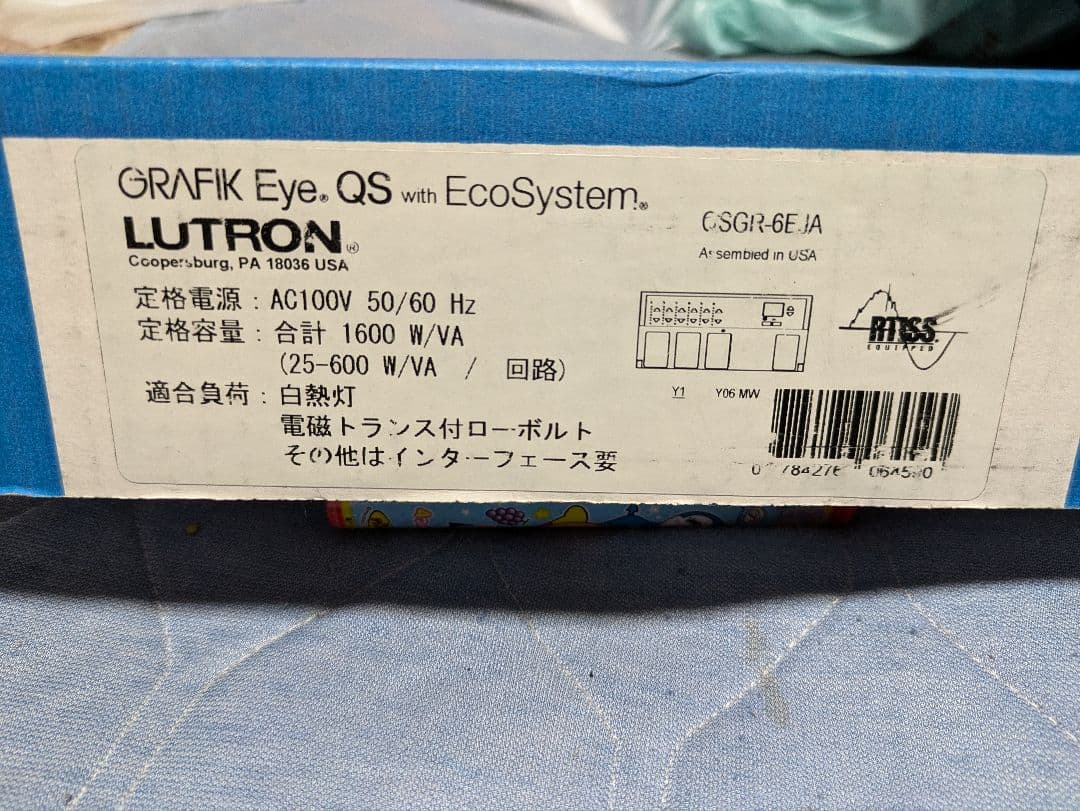 GRAFIK Eye® QS with EcoSystem®
LUTRON®
Coopersburg, PA 18036 USA
QSGR-6EJA
Assembled in USA
定格電源 : AC100V 50/60 Hz
定格容量 : 合計 1600 W/VA
(25-600 W/VA / 回路)
適合負荷 : 白熱灯
電磁トランス付ローボルト
その他はインターフェース要
RTISS
EQUIPPED
Y1 Y06 MW
784276